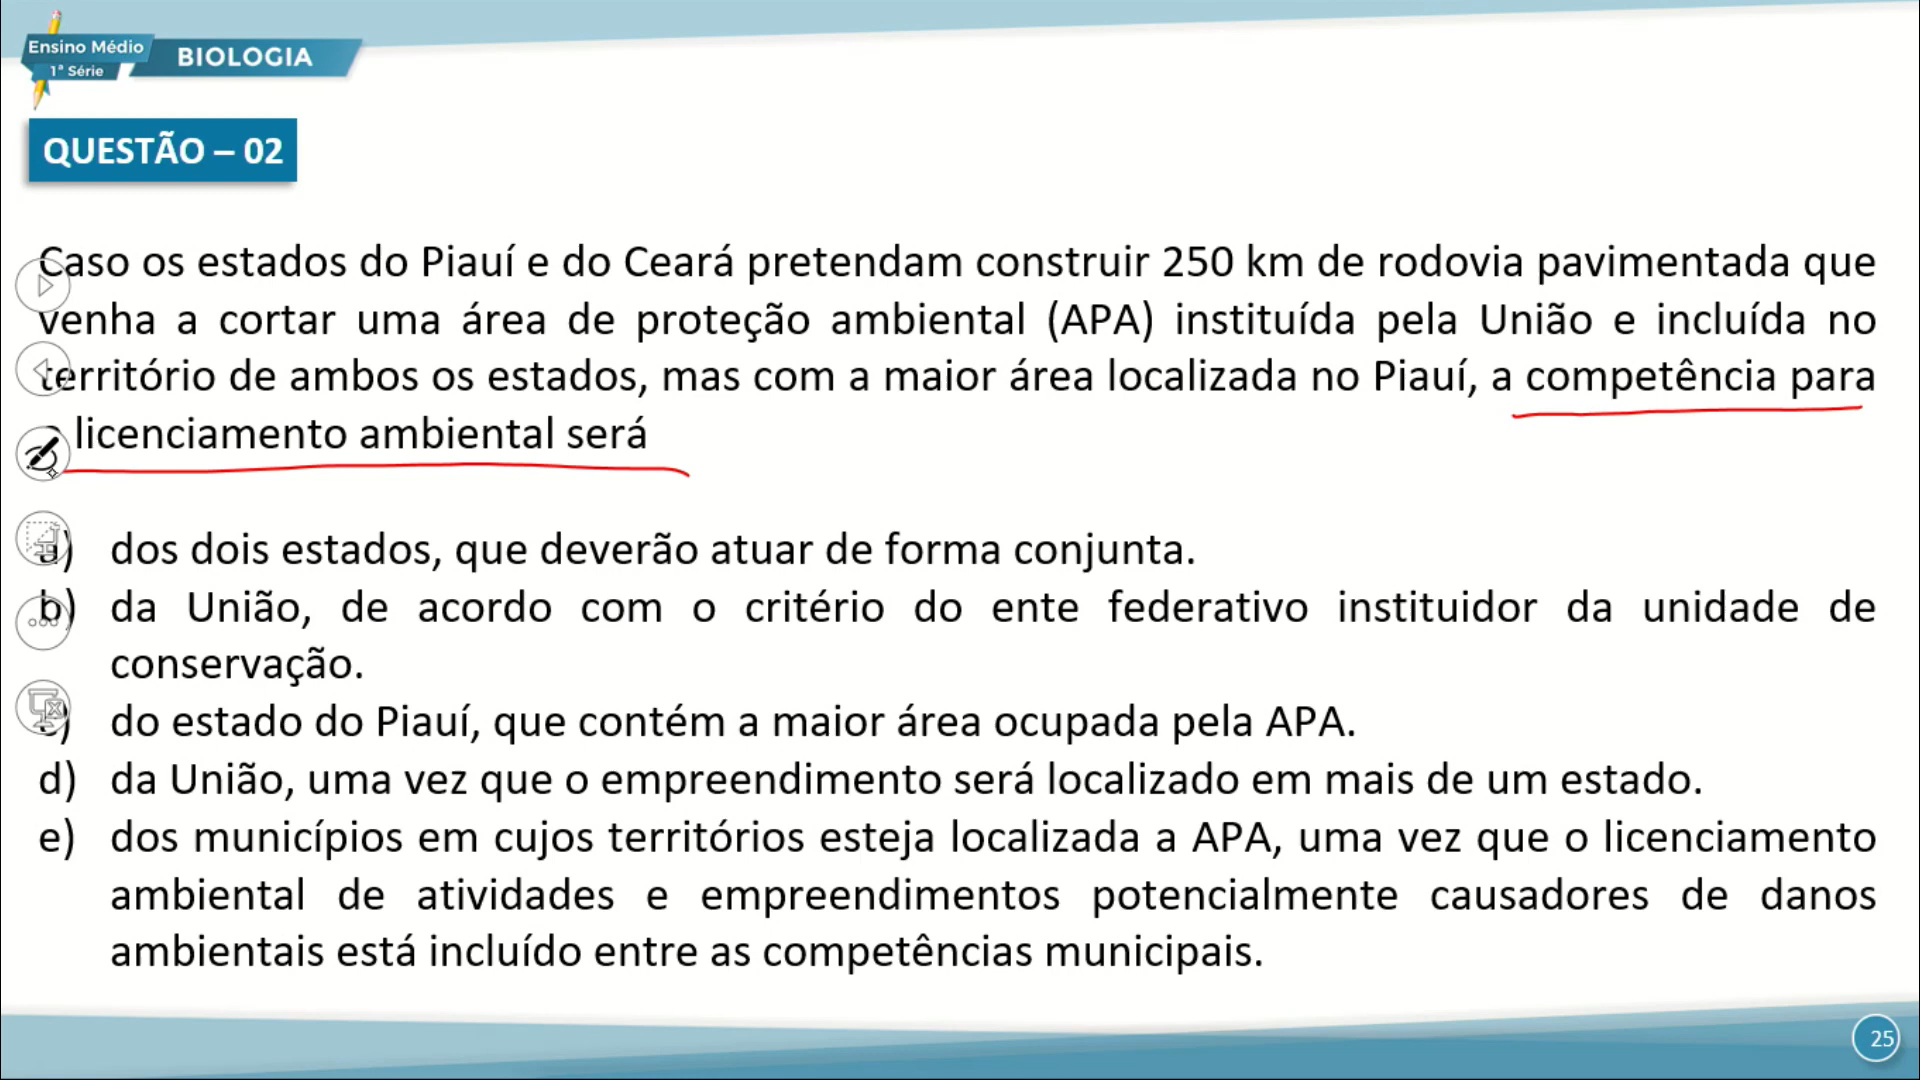 Ensino Médio
1ª Série
BIOLOGIA
QUESTÃO – 02
Caso os estados do Piauí e do Ceará pretendam construir 250 km de rodovia pavimentada que
venha a cortar uma área de proteção ambiental (APA) instituída pela União e incluída no
território de ambos os estados, mas com a maior área localizada no Piauí, a competência para
licenciamento ambiental será
a) dos dois estados, que deverão atuar de forma conjunta.
b) da União, de acordo com o critério do ente federativo instituidor da unidade de
conservação.
c) do estado do Piauí, que contém a maior área ocupada pela APA.
d) da União, uma vez que o empreendimento será localizado em mais de um estado.
e) dos municípios em cujos territórios esteja localizada a APA, uma vez que o licenciamento
ambiental de atividades e empreendimentos potencialmente causadores de danos
ambientais está incluído entre as competências municipais.
25